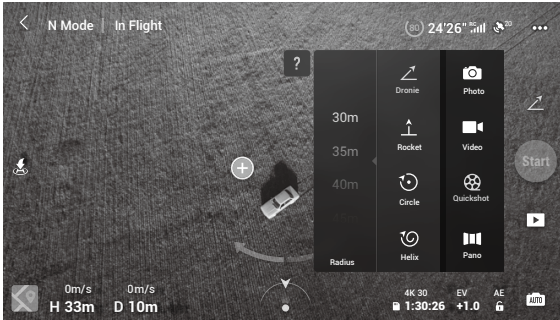 N Mode In Flight
80 24'26" RC 20
?
Dronie
Photo
30m
35m
Rocket
Video
40m
Circle
Quickshot
Radius
Helix
Pano
Start
0m/s 0m/s
H 33m D 10m
4K 30 EV AE
1:30:26 +1.0
AUTO